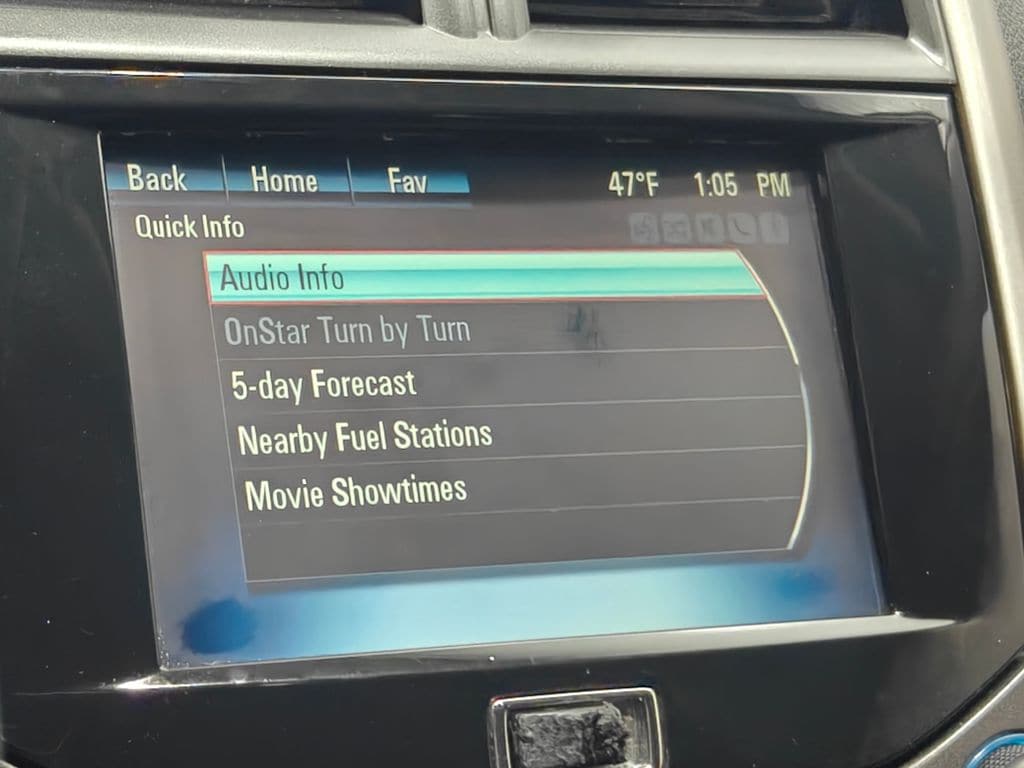 Back Home Fav 47°F 1:05 PM
Quick Info
Audio Info
OnStar Turn by Turn
5-day Forecast
Nearby Fuel Stations
Movie Showtimes